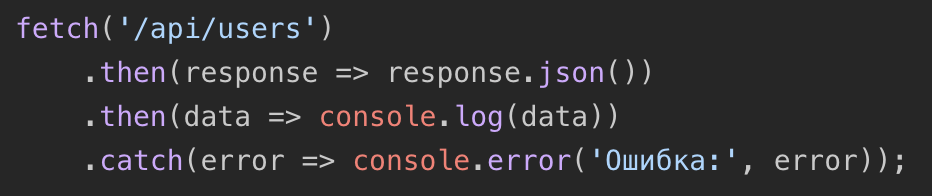 fetch('/api/users')
    .then(response => response.json())
    .then(data => console.log(data))
    .catch(error => console.error('Ошибка:', error));